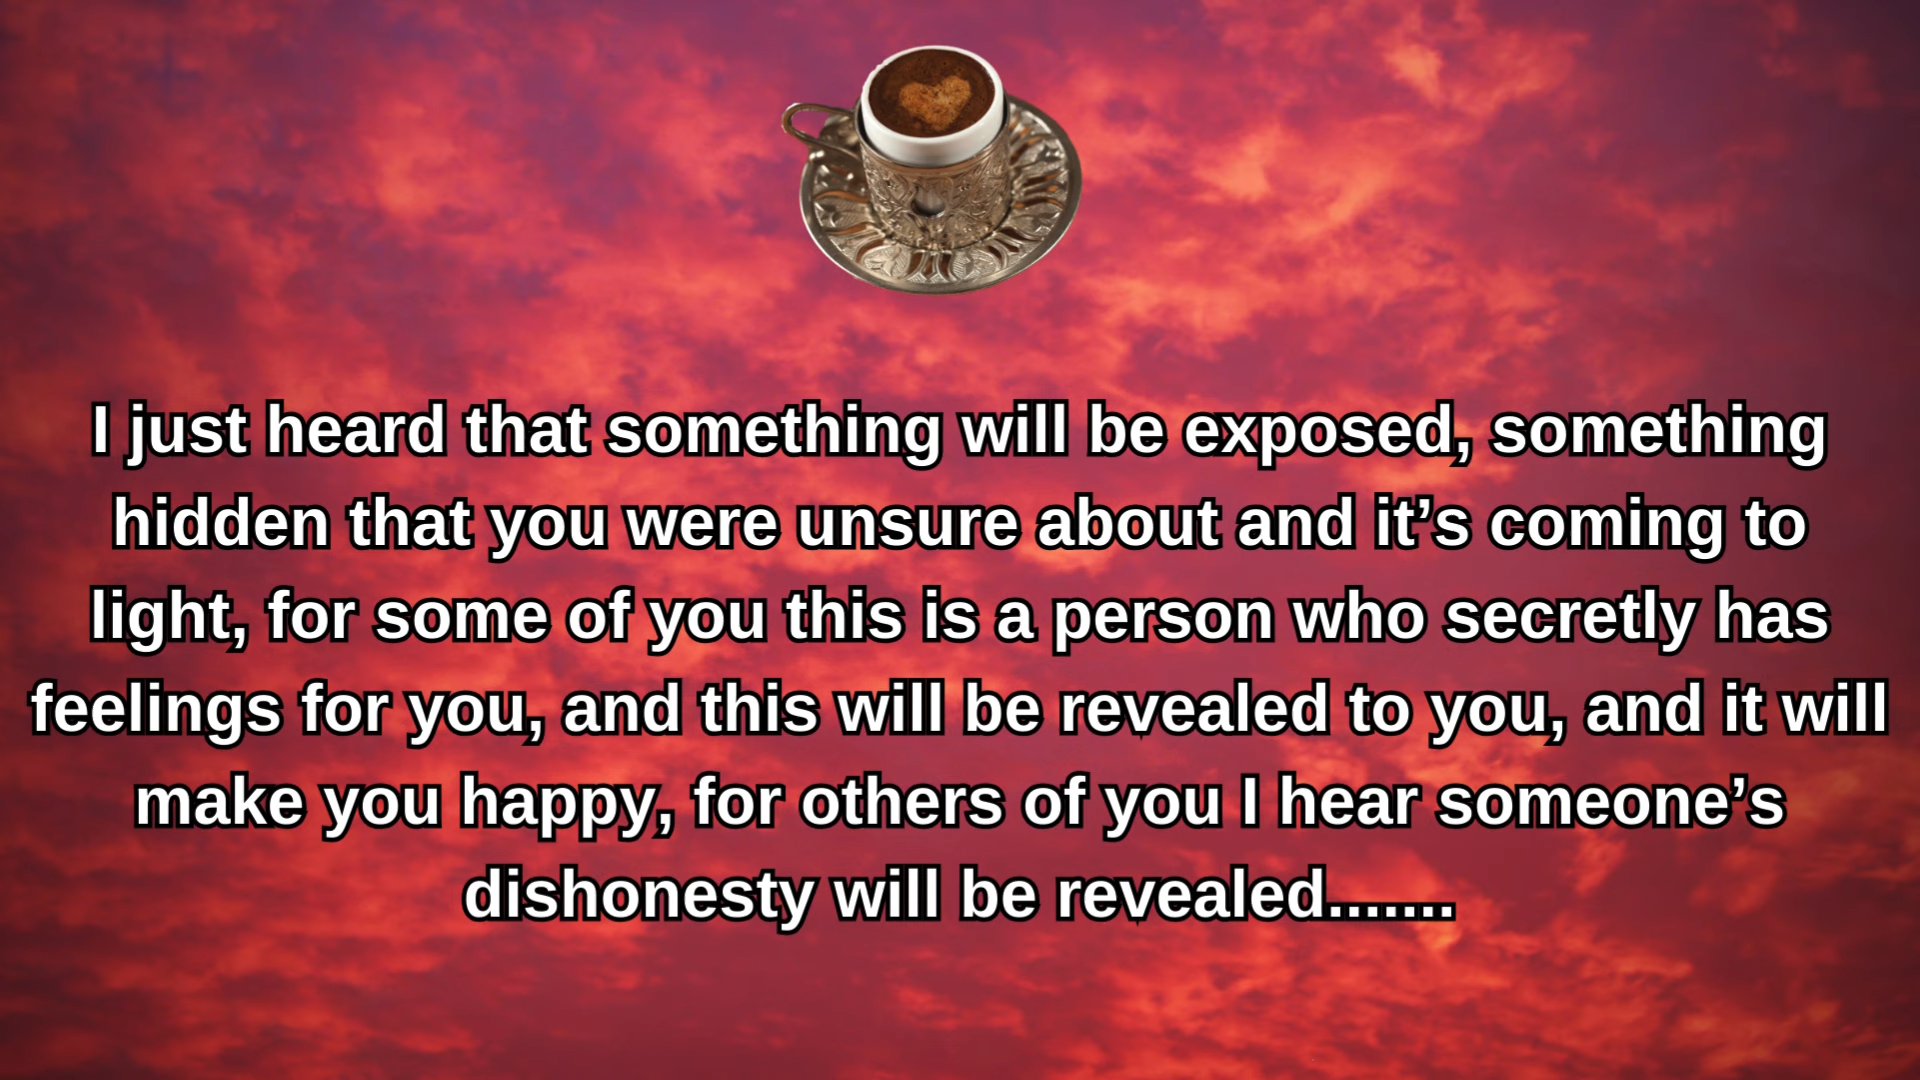 I just heard that something will be exposed, something
hidden that you were unsure about and it’s coming to
light, for some of you this is a person who secretly has
feelings for you, and this will be revealed to you, and it will
make you happy, for others of you I hear someone’s
dishonesty will be revealed.......